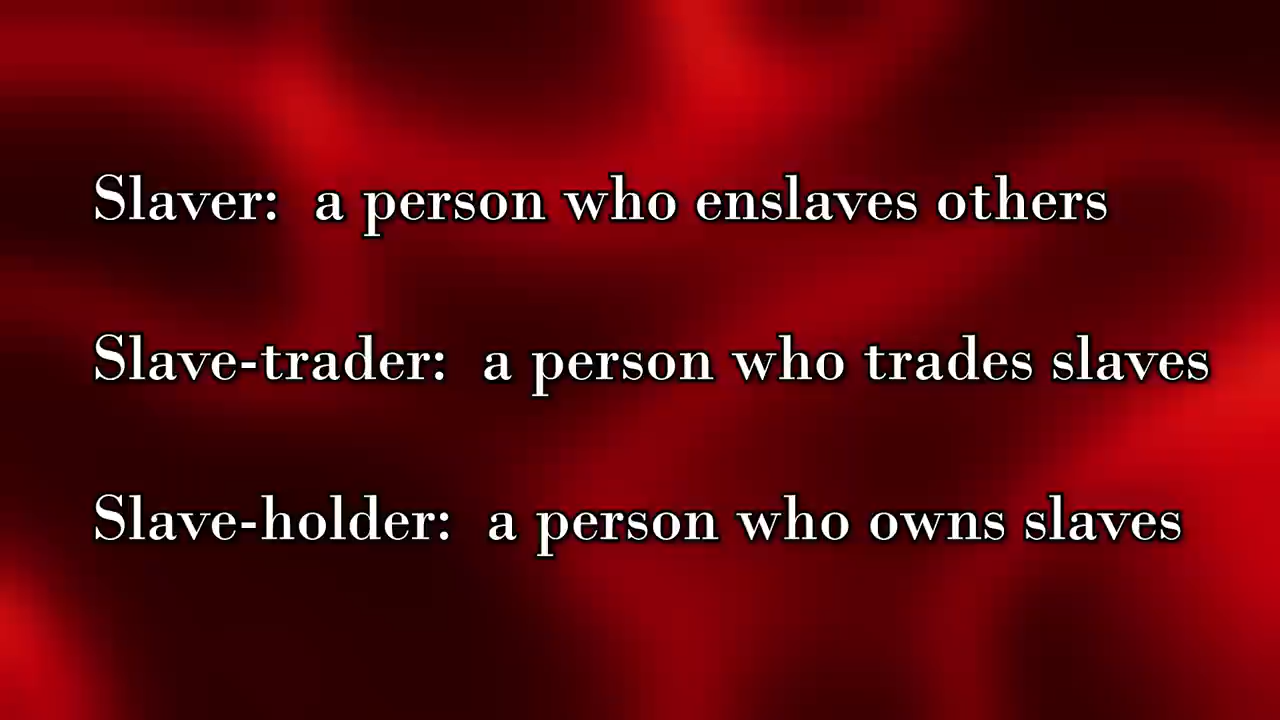 Slaver:  a person who enslaves others
Slave-trader:  a person who trades slaves
Slave-holder:  a person who owns slaves